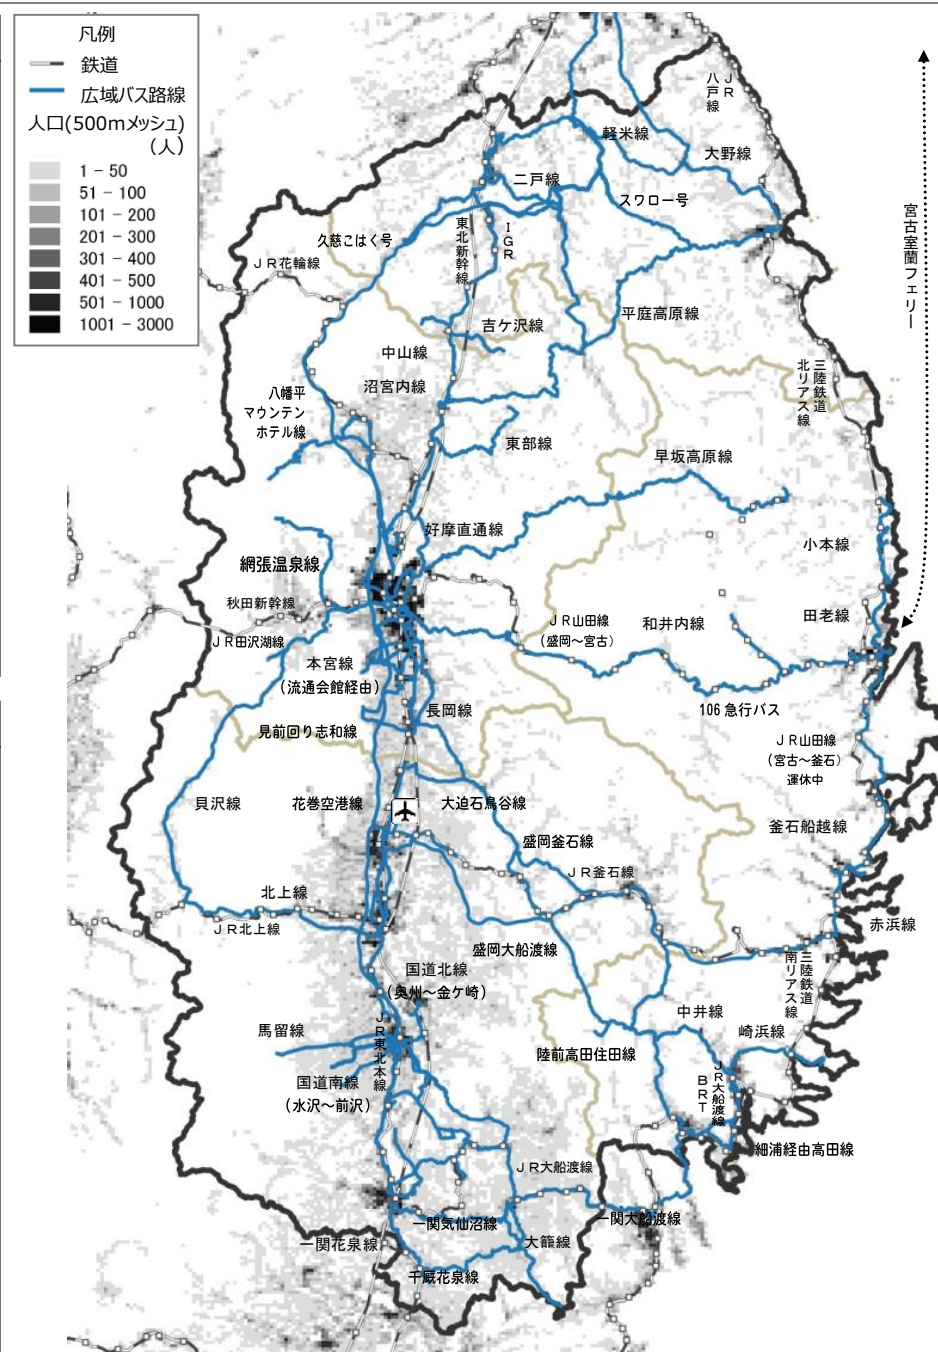 凡例
鉄道
広域バス路線
人口(500mメッシュ)
(人)
1 - 50
51 - 100
101 - 200
201 - 300
301 - 400
401 - 500
501 - 1000
1001 - 3000
JR
八戸線
軽米線
大野線
二戸線
スワロー号
宮古室蘭フェリー
久慈こはく号
東北新幹線
IGR
JR花輪線
平庭高原線
吉ケ沢線
中山線
三陸鉄道
北リアス線
沼宮内線
八幡平
マウンテン
ホテル線
東部線
早坂高原線
好摩直通線
小本線
網張温泉線
秋田新幹線
田老線
JR山田線
(盛岡～宮古)
和井内線
JR田沢湖線
本宮線
(流通会館経由)
106 急行バス
長岡線
見前回り志和線
JR山田線
(宮古～釜石)
運休中
貝沢線
花巻空港線
大迫石鳥谷線
釜石船越線
盛岡釜石線
JR釜石線
北上線
赤浜線
JR北上線
盛岡大船渡線
三陸鉄道
南リアス線
国道北線
(奥州～金ケ崎)
中井線
馬留線
JR東北本線
崎浜線
陸前高田住田線
国道南線
(水沢～前沢)
JR大船渡線
BRT
細浦経由高田線
JR大船渡線
一関気仙沼線
一関大船渡線
一関花泉線
大籠線
千厩花泉線